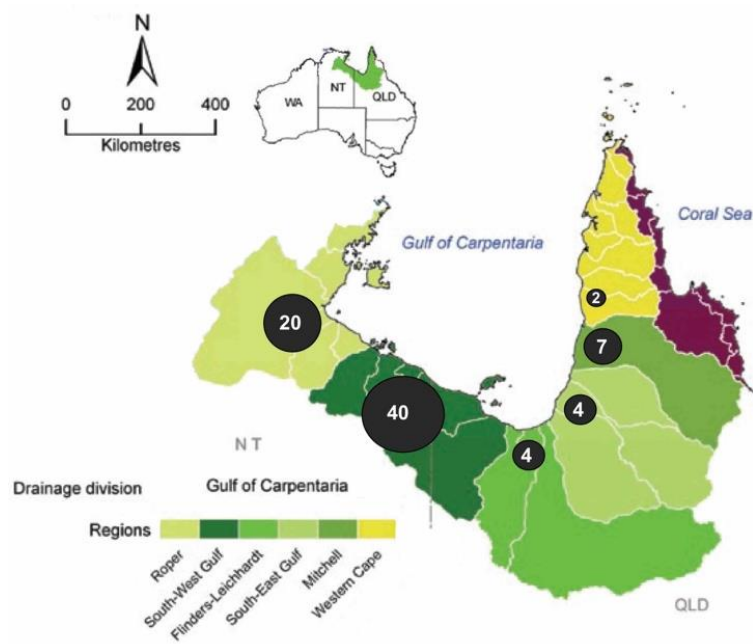 N
0 200 400
Kilometres
WA
NT
QLD
Gulf of Carpentaria
Coral Sea
2
20
7
40
4
4
NT
Drainage division Gulf of Carpentaria
Regions
Roper
South-West Gulf
Flinders-Leichhardt
South-East Gulf
Mitchell
Western Cape
QLD